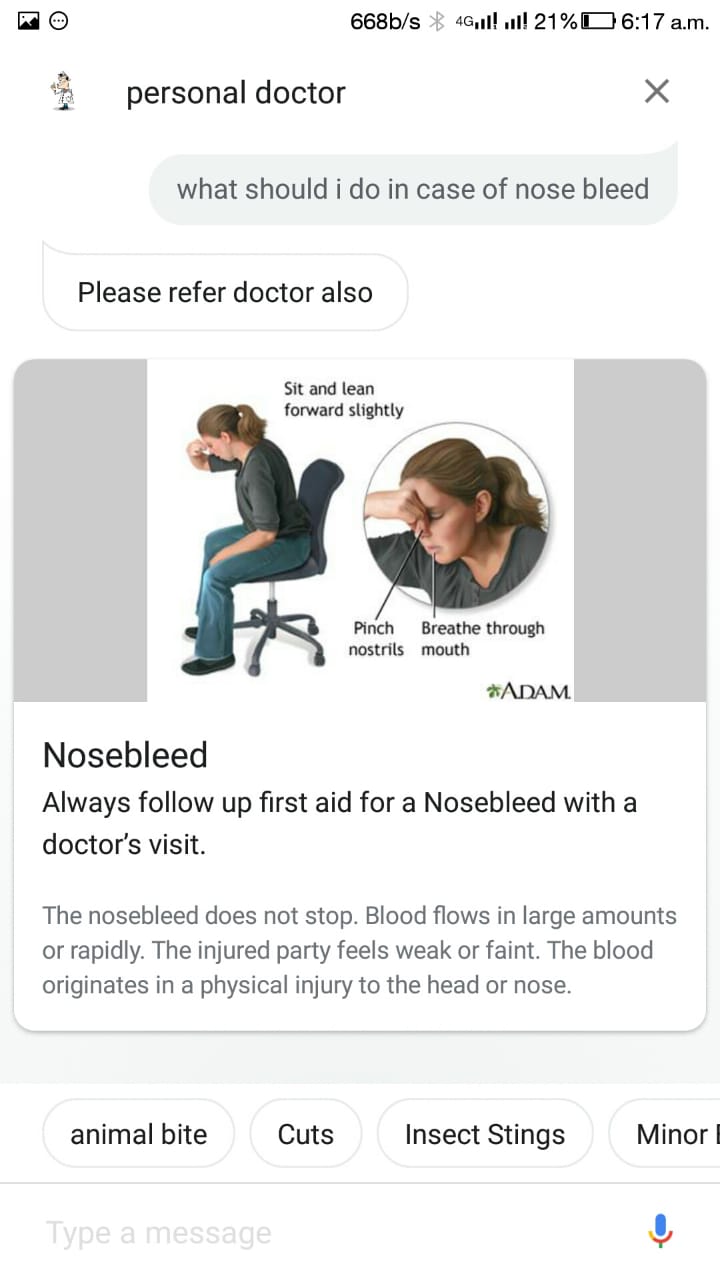 668b/s 4G 21% 6:17 a.m.
personal doctor
what should i do in case of nose bleed
Please refer doctor also
Sit and lean
forward slightly
Pinch
nostrils
Breathe through
mouth
ADAM.
Nosebleed
Always follow up first aid for a Nosebleed with a
doctor's visit.
The nosebleed does not stop. Blood flows in large amounts
or rapidly. The injured party feels weak or faint. The blood
originates in a physical injury to the head or nose.
animal bite Cuts Insect Stings Minor
Type a message